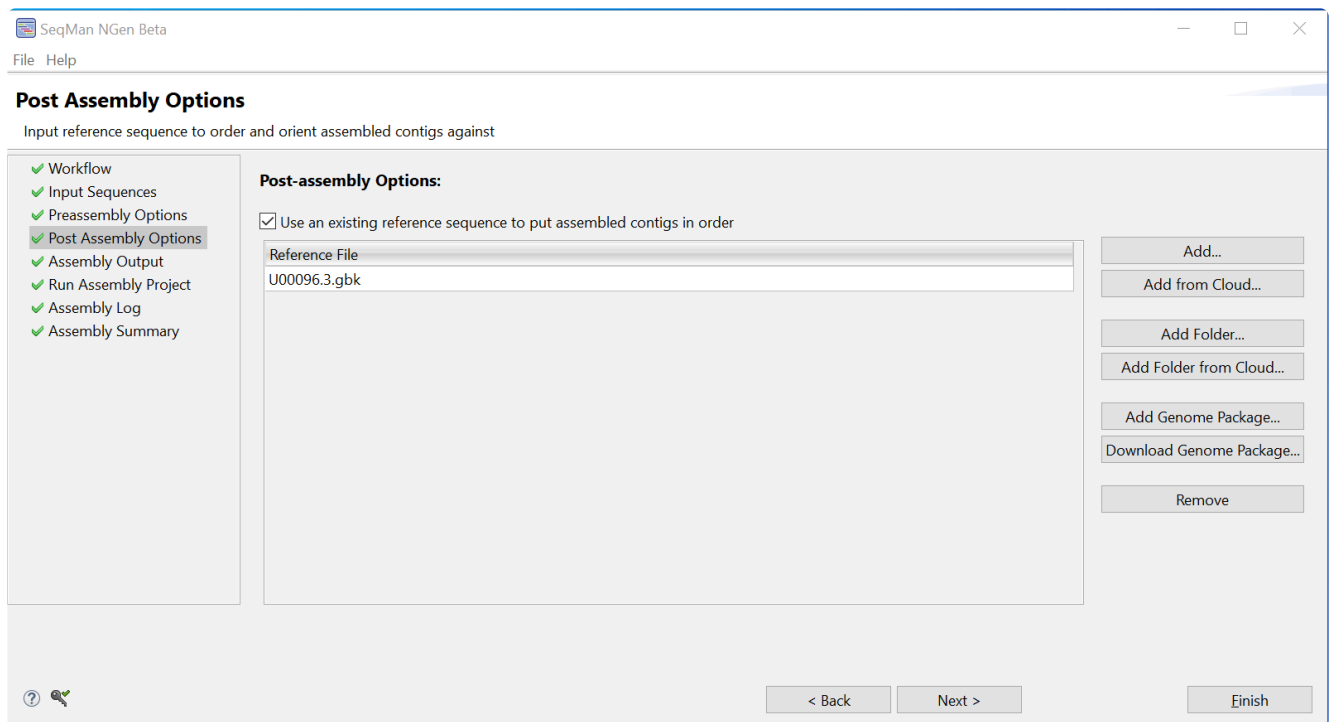 SeqMan NGen Beta
File Help
Post Assembly Options
Input reference sequence to order and orient assembled contigs against
Workflow
Input Sequences
Preassembly Options
Post Assembly Options
Assembly Output
Run Assembly Project
Assembly Log
Assembly Summary
Post-assembly Options:
Use an existing reference sequence to put assembled contigs in order
Reference File
U00096.3.gbk
Add...
Add from Cloud...
Add Folder...
Add Folder from Cloud...
Add Genome Package...
Download Genome Package...
Remove
?
< Back
Next >
Finish